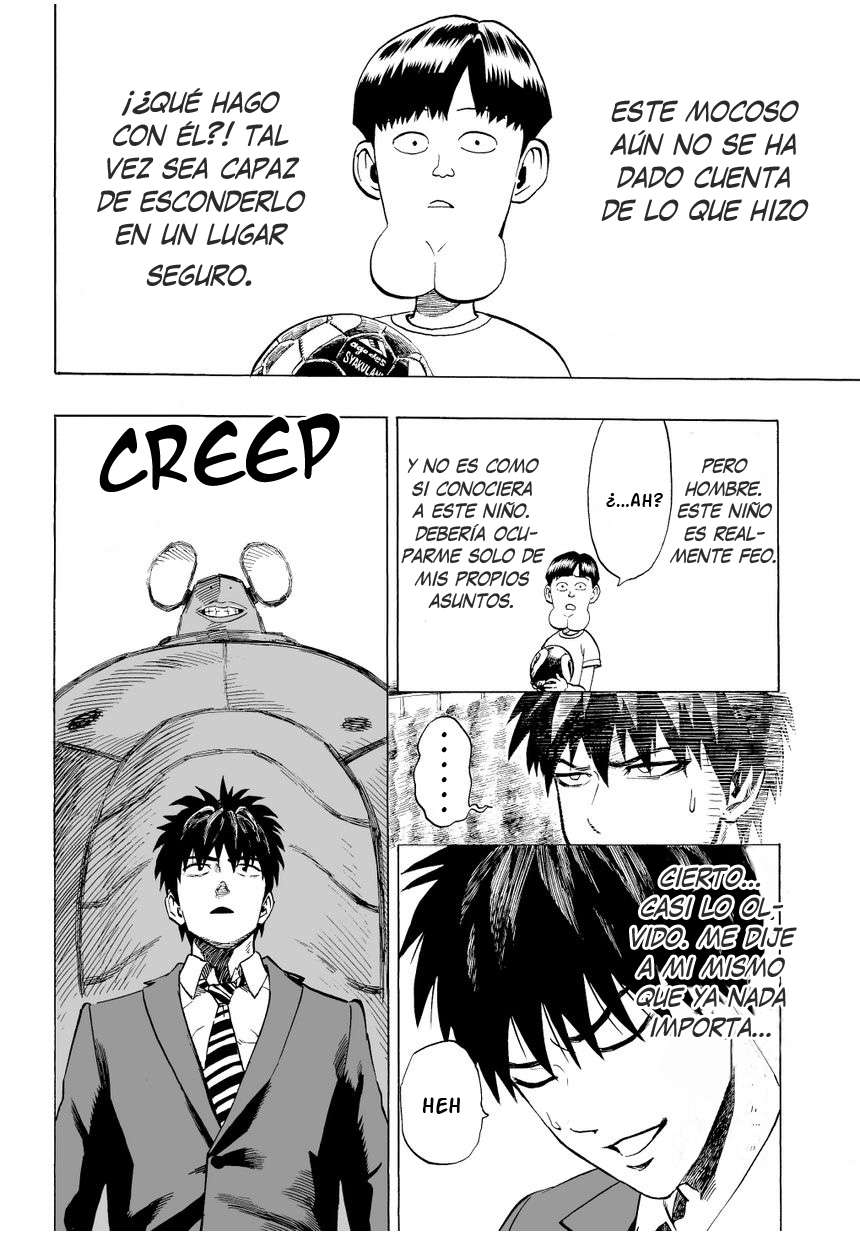 ESTE MOCOSO
AÚN NO SE HA
DADO CUENTA
DE LO QUE HIZO
¡¿QUÉ HAGO
CON ÉL?! TAL
VEZ SEA CAPAZ
DE ESCONDERLO
EN UN LUGAR
SEGURO.
ago des
SYAKULAN
PERO
HOMBRE.
ESTE NIÑO
ES REAL-
MENTE FEO.
¿...AH?
Y NO ES COMO
SI CONOCIERA
A ESTE NIÑO.
DEBERÍA OCU-
PARME SOLO DE
MIS PROPIOS
ASUNTOS.
......
CIERTO...
CASI LO OL-
VIDO. ME DIJE
A MI MISMO
QUE YA NADA
IMPORTA...
HEH
CREEP